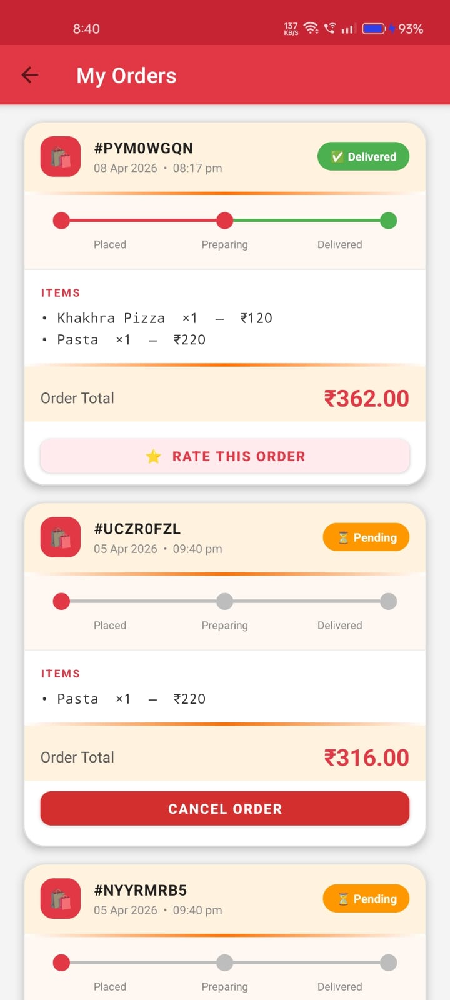 8:40 137 KB/S 93%
My Orders
#PYM0WGQN
08 Apr 2026 • 08:17 pm
✅ Delivered
Placed Preparing Delivered
ITEMS
• Khakhra Pizza ×1 — ₹120
• Pasta ×1 — ₹220
Order Total ₹362.00
⭐ RATE THIS ORDER
#UCZR0FZL
05 Apr 2026 • 09:40 pm
⏳ Pending
Placed Preparing Delivered
ITEMS
• Pasta ×1 — ₹220
Order Total ₹316.00
CANCEL ORDER
#NYYRMRB5
05 Apr 2026 • 09:40 pm
⏳ Pending
Placed Preparing Delivered